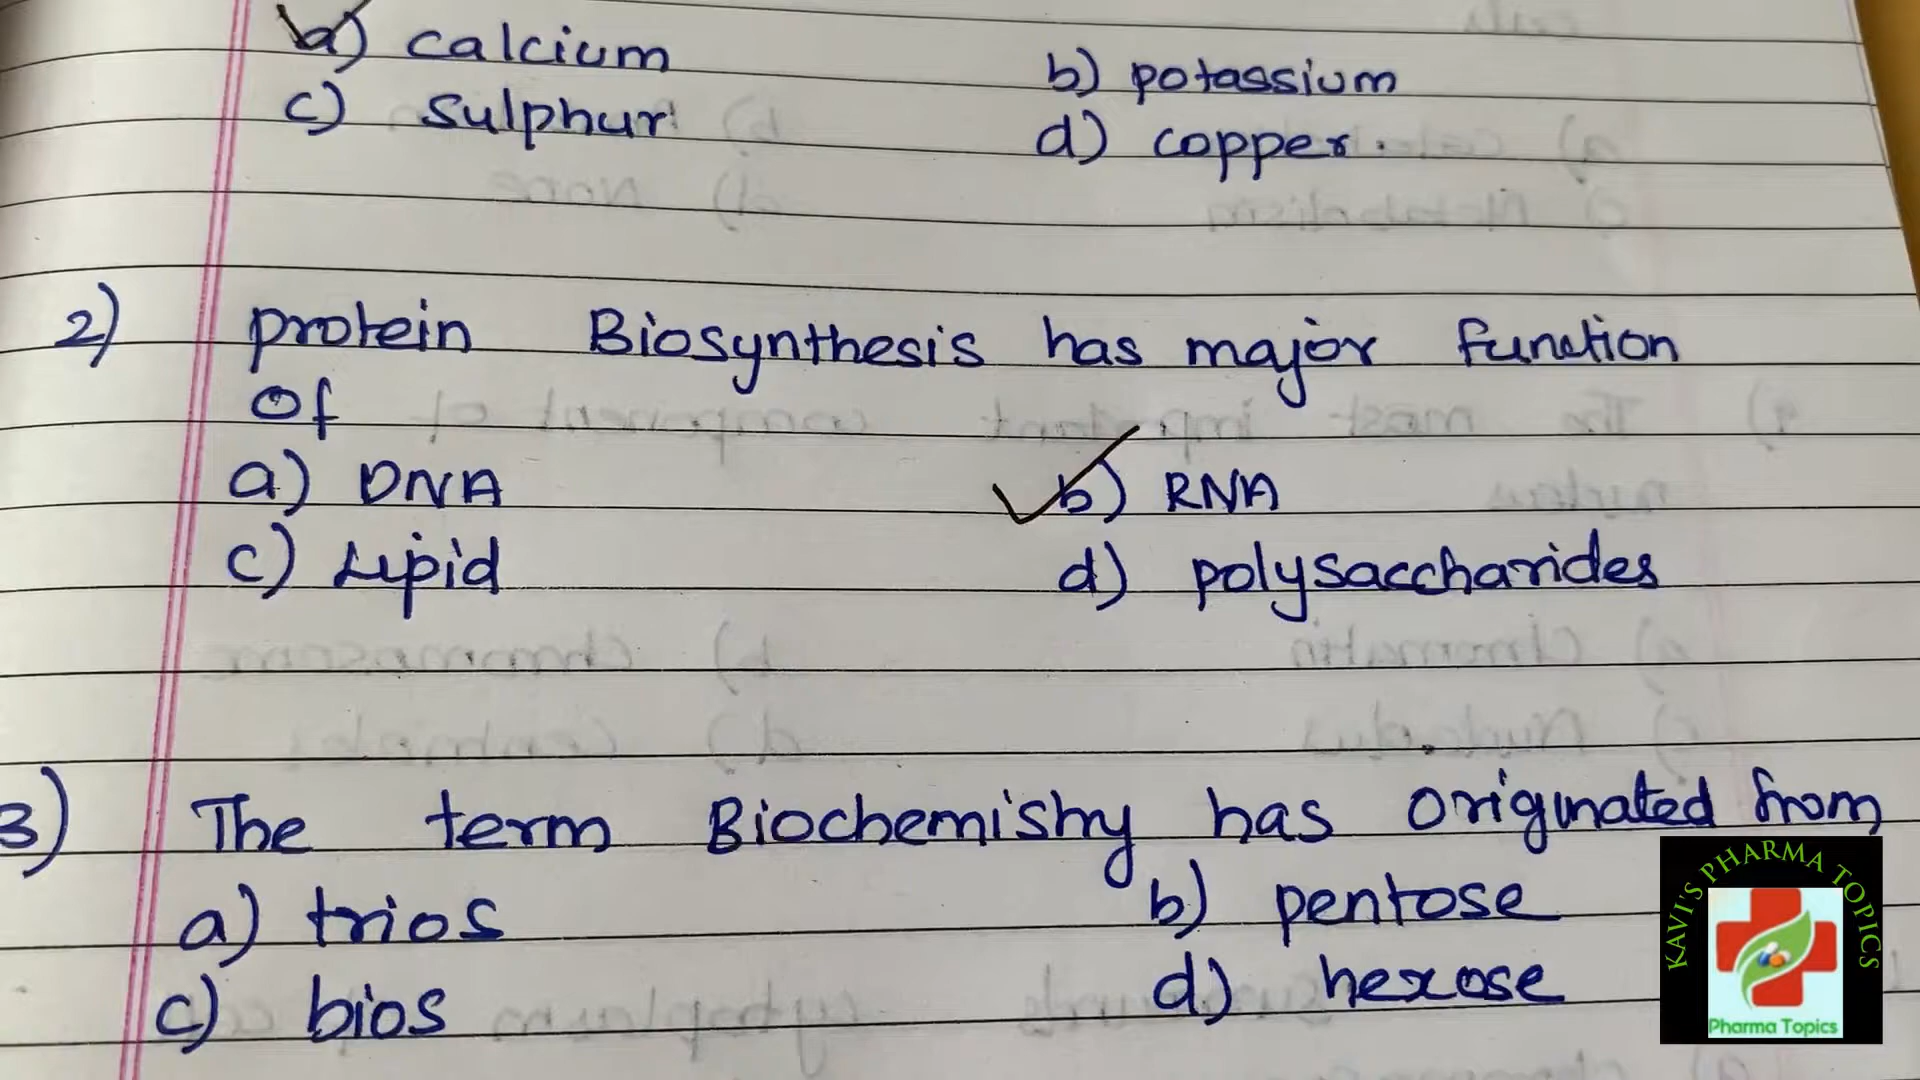 a) calcium
b) potassium
c) sulphur
d) copper.
2) protein Biosynthesis has major function
of
a) DNA
b) RNA
c) Lipid
d) polysaccharides
3) The term Biochemistry has originated from
a) trios
b) pentose
c) bios
d) hexose
KAVI'S PHARMA TOPICS
Pharma Topics